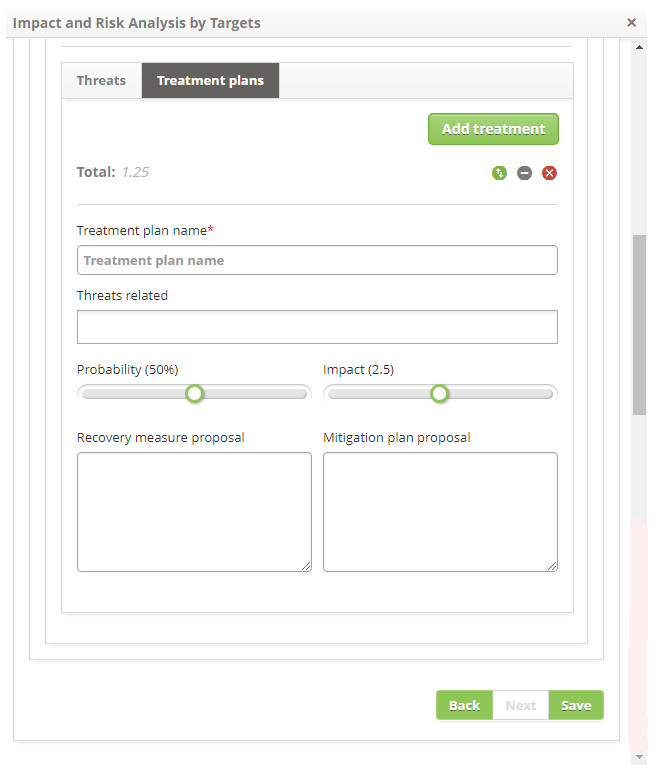 Impact and Risk Analysis by Targets
Threats Treatment plans
Add treatment
Total: 1.25
Treatment plan name*
Treatment plan name
Threats related
Probability (50%) Impact (2.5)
Recovery measure proposal Mitigation plan proposal
Back Next Save